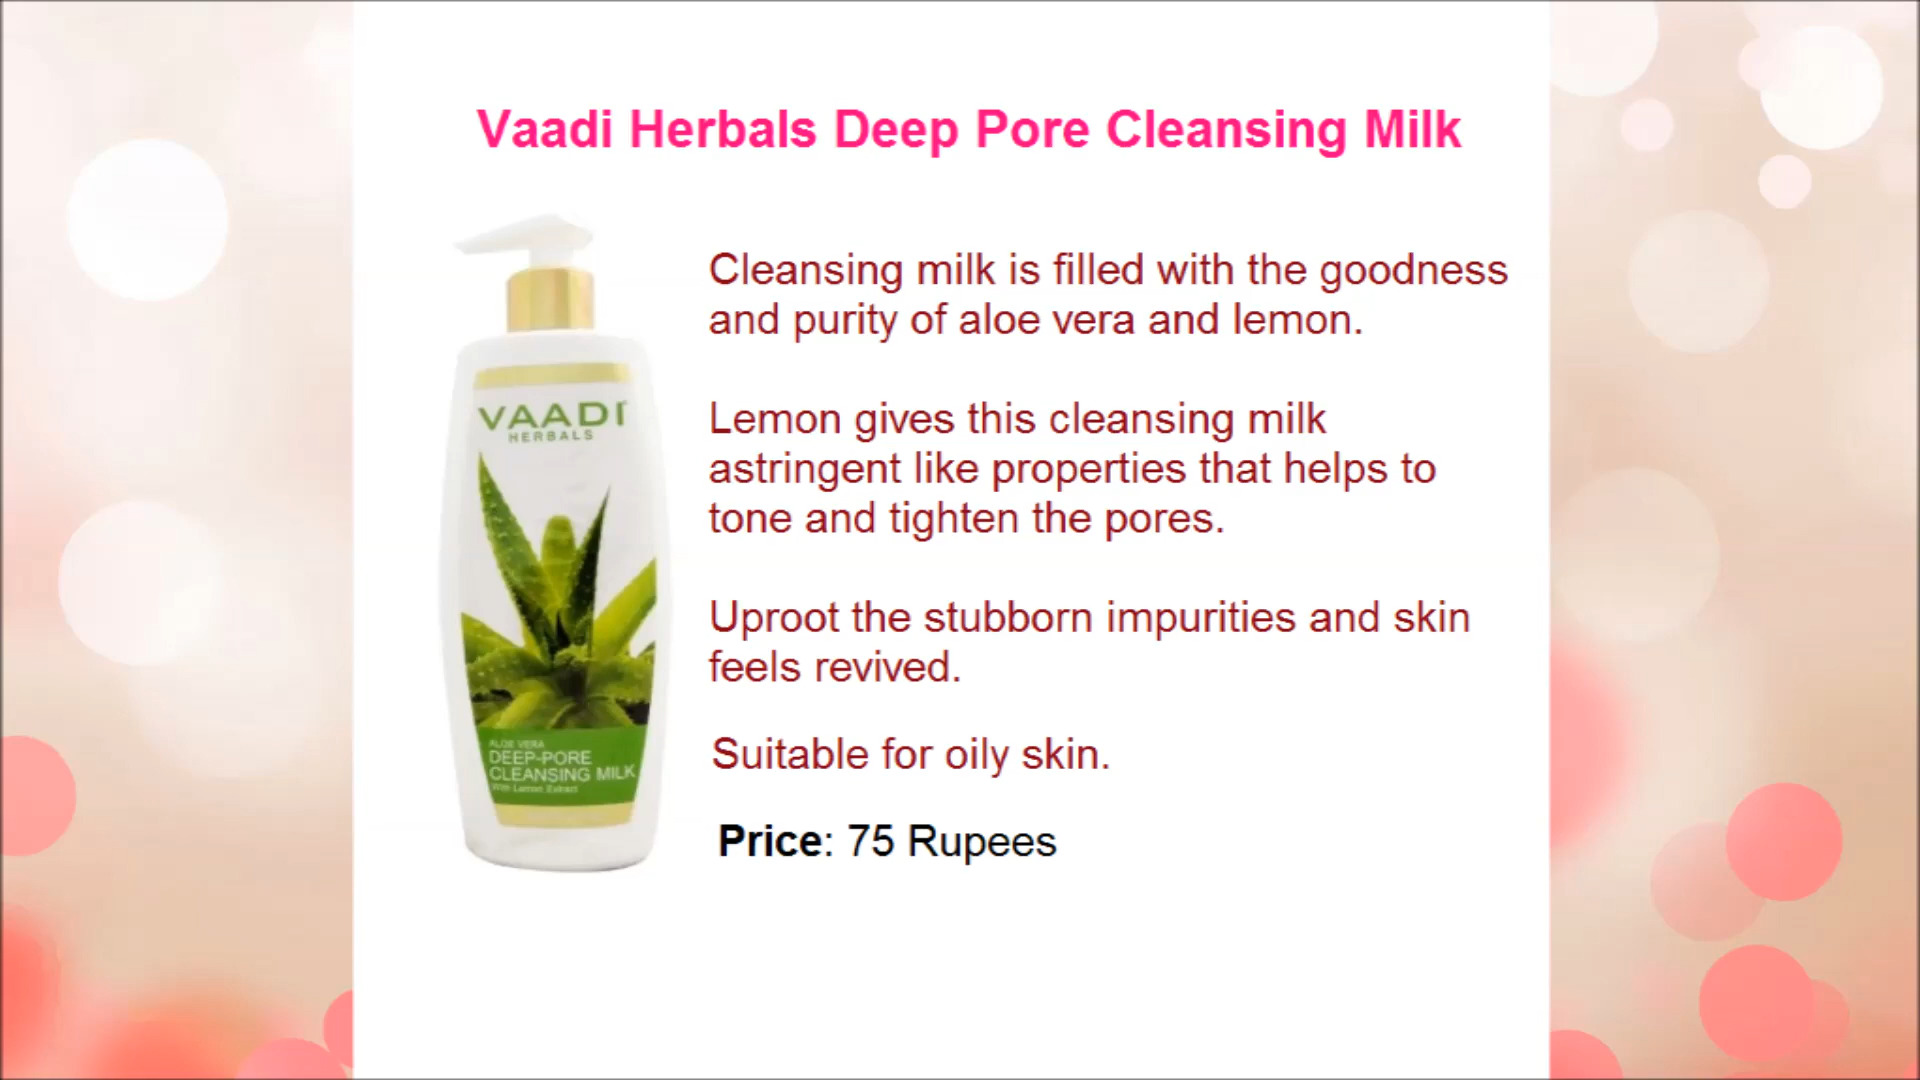 Vaadi Herbals Deep Pore Cleansing Milk
Cleansing milk is filled with the goodness
and purity of aloe vera and lemon.
Lemon gives this cleansing milk
astringent like properties that helps to
tone and tighten the pores.
Uproot the stubborn impurities and skin
feels revived.
Suitable for oily skin.
Price: 75 Rupees
VAADI
HERBALS
ALOE VERA
DEEP-PORE
CLEANSING MILK
With Lemon Extract